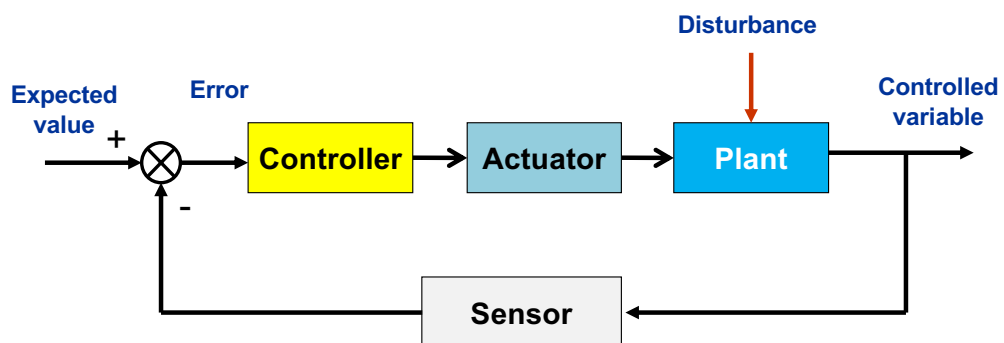 Disturbance
Expected
value
Error
Controlled
variable
+
Controller
Actuator
Plant
-
Sensor